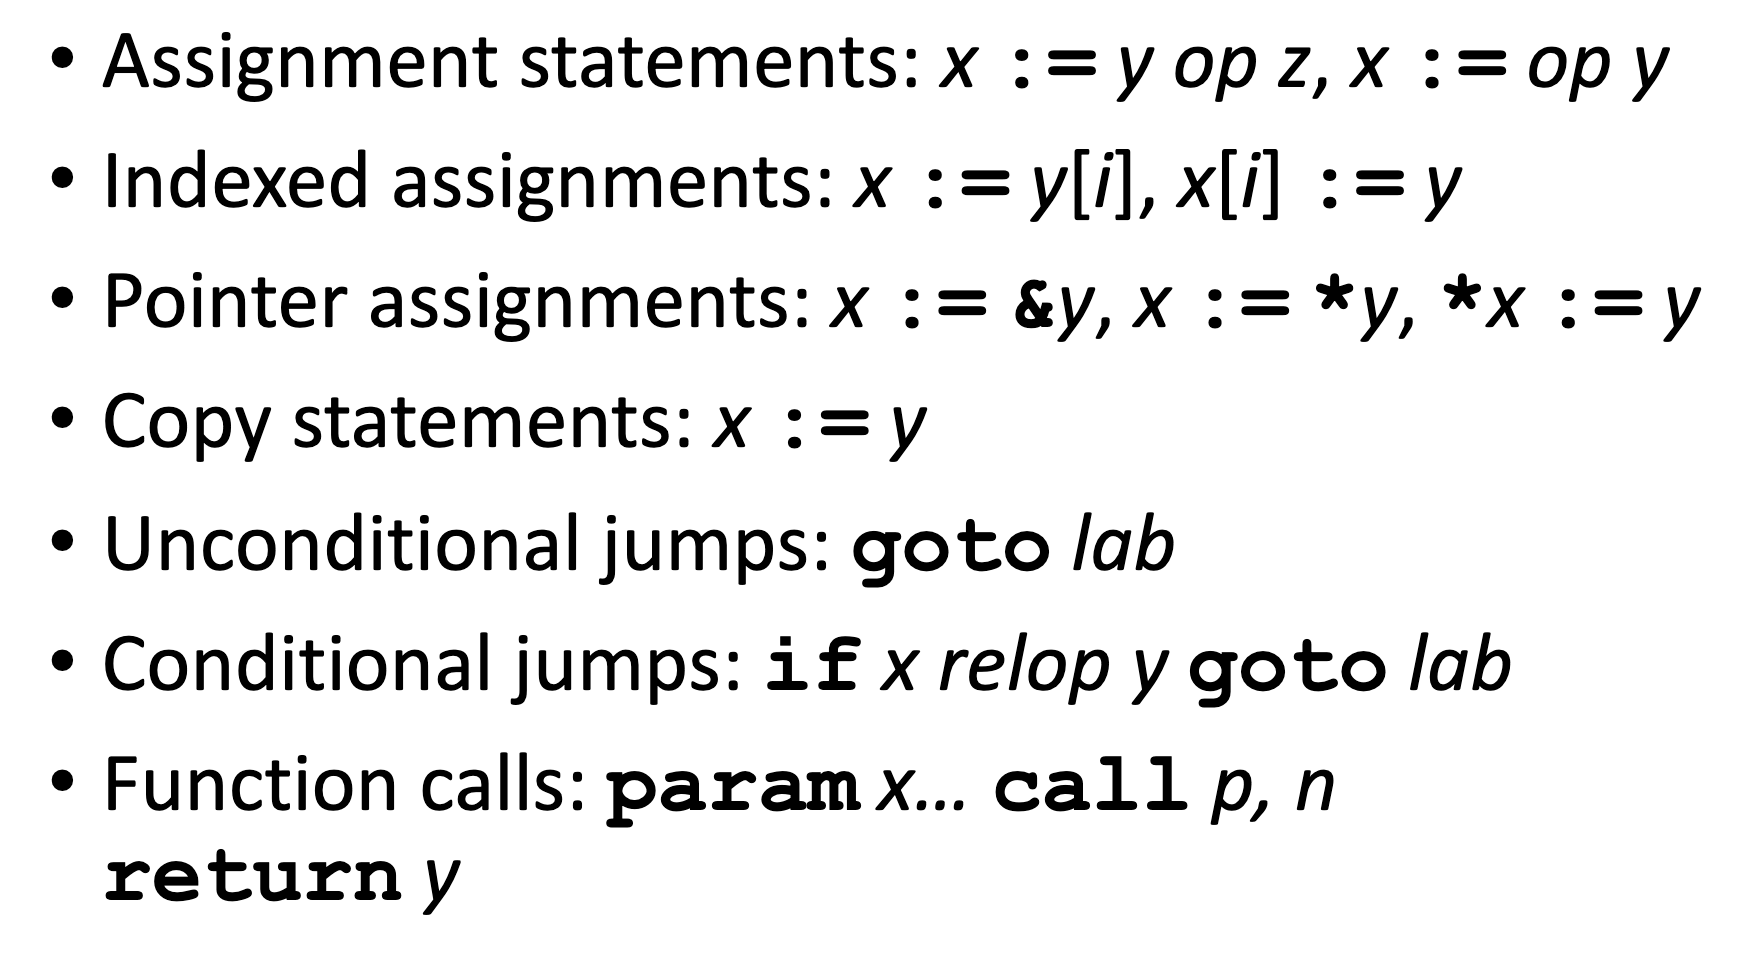 • Assignment statements: x := y op z, x := op y
• Indexed assignments: x := y[i], x[i] := y
• Pointer assignments: x := &y, x := *y, *x := y
• Copy statements: x := y
• Unconditional jumps: goto lab
• Conditional jumps: if x relop y goto lab
• Function calls: param x... call p, n
return y